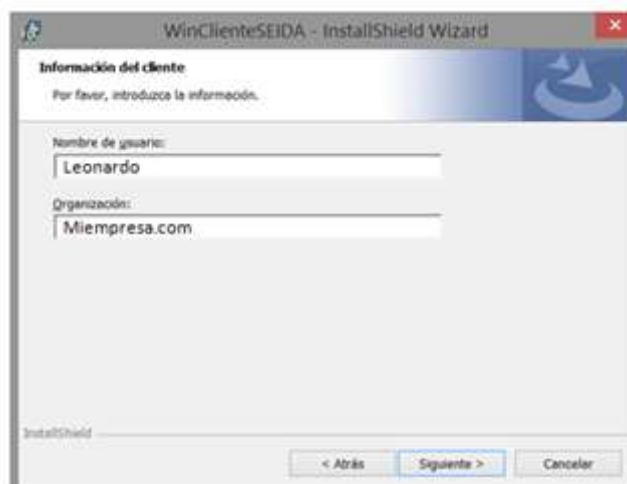 WinClienteSEIDA - InstallShield Wizard
Información del cliente
Por favor, introduzca la información.
Nombre de usuario:
Leonardo
Organización:
Miempresa.com
InstallShield
< Atrás Siguiente > Cancelar